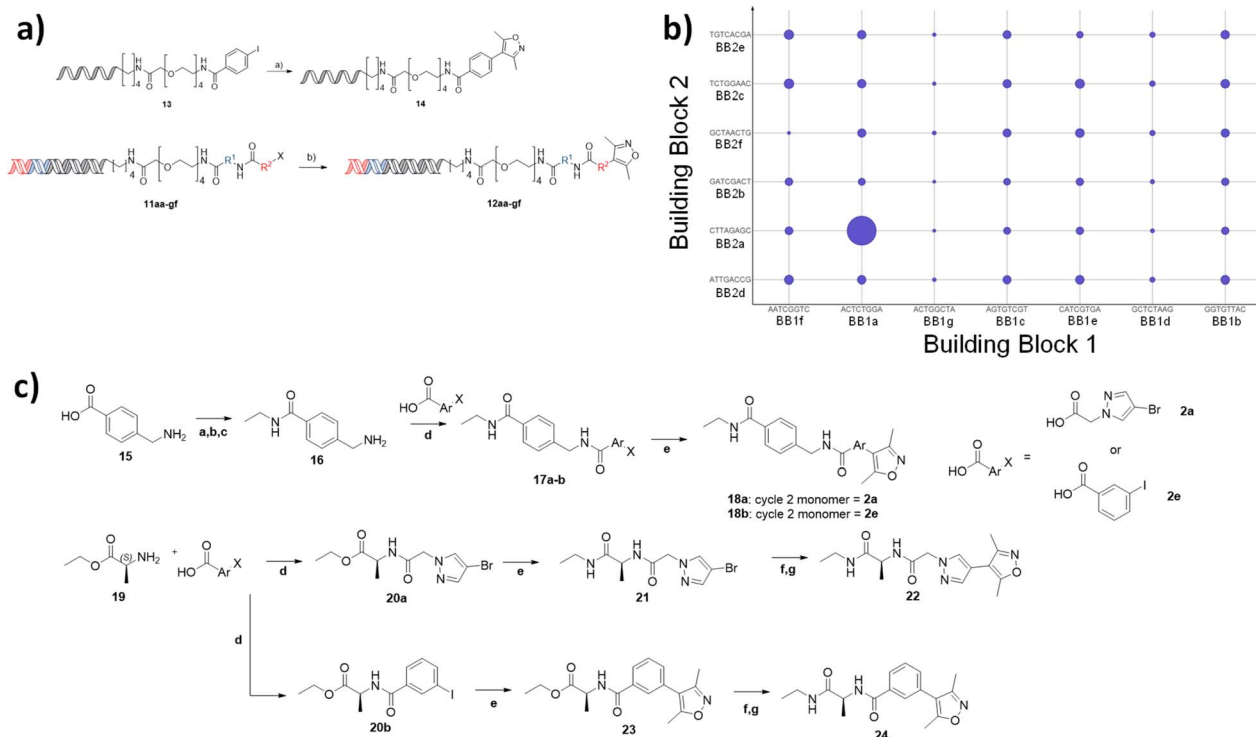 a)
13
a)
14
11aa-gf
b)
12aa-gf
b)
Building Block 2
TGTCACGA
BB2e
TCTGGAAC
BB2c
GCTAACTG
BB2f
GATCGACT
BB2b
CTTAGAGC
BB2a
ATTGACCG
BB2d
AATCGGTC ACTCTGGA ACTGGCTA AGTGTCGT CATCGTGA GCTCTAAG GGTGTTAC
BB1f BB1a BB1g BB1c BB1e BB1d BB1b
Building Block 1
c)
15
a,b,c
16
d
17a-b
e
18a: cycle 2 monomer = 2a
18b: cycle 2 monomer = 2e
=
2a
or
2e
19
+
d
20a
e
21
f,g
22
d
20b
e
23
f,g
24